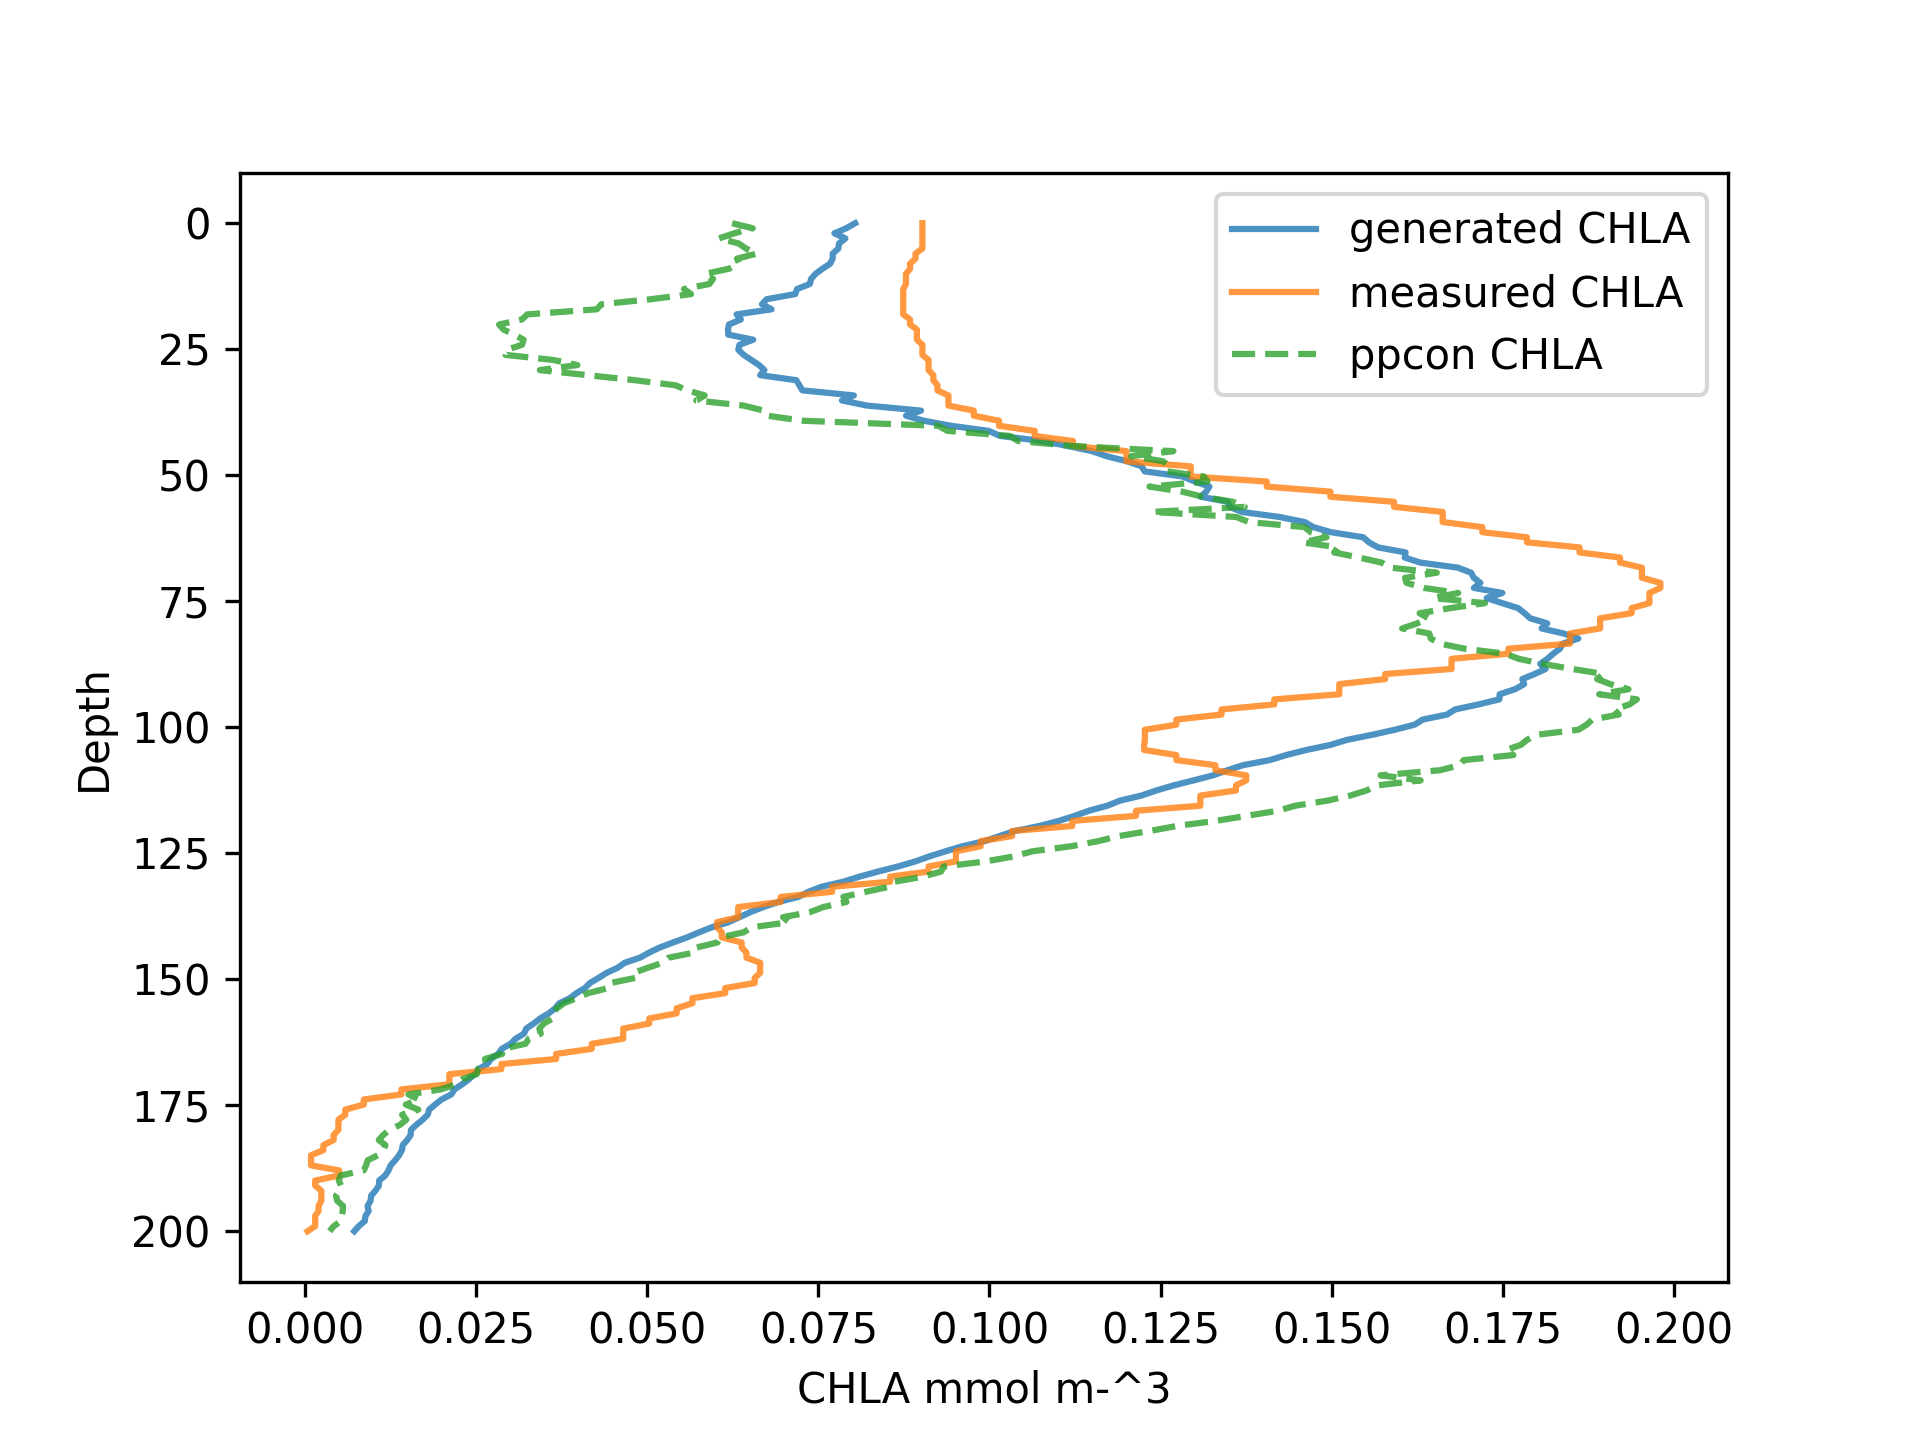 generated CHLA
measured CHLA
ppcon CHLA
0
25
50
75
100
125
150
175
200
Depth
0.000 0.025 0.050 0.075 0.100 0.125 0.150 0.175 0.200
CHLA mmol m-^3